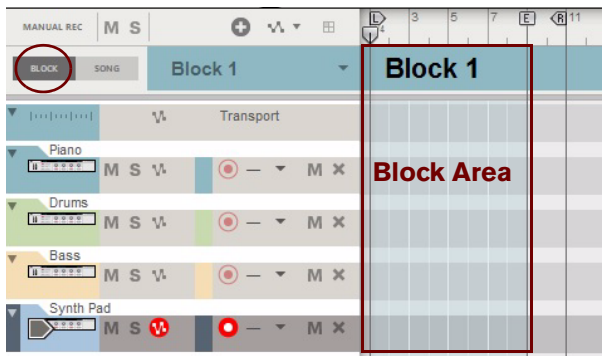 MANUAL REC M S L 3 5 7 E R 11
4
BLOCK SONG Block 1 Block 1
Transport
Piano
M S M
Block Area
Drums
M S M
Bass
M S M
Synth Pad
M S M